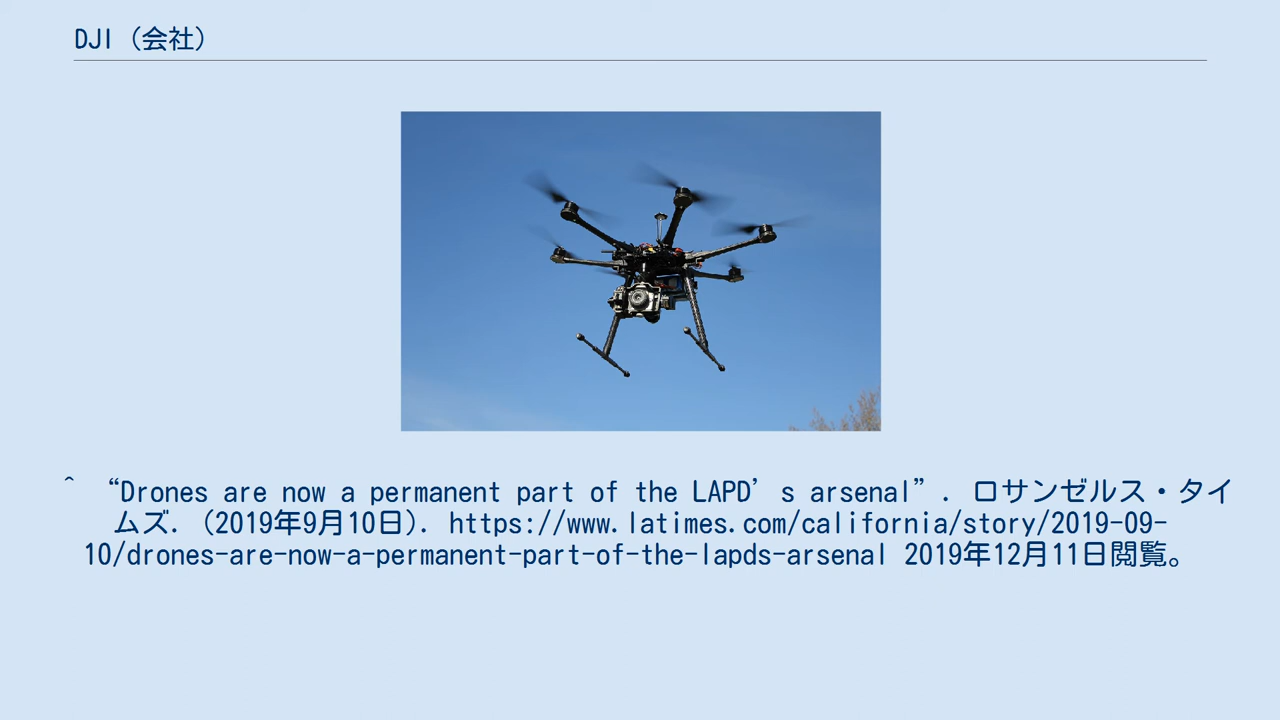 DJI（会社）
^ “Drones are now a permanent part of the LAPD’s arsenal”. ロサンゼルス・タイ
ムズ. （2019年9月10日）. https://www.latimes.com/california/story/2019-09-
10/drones-are-now-a-permanent-part-of-the-lapds-arsenal 2019年12月11日閲覧。